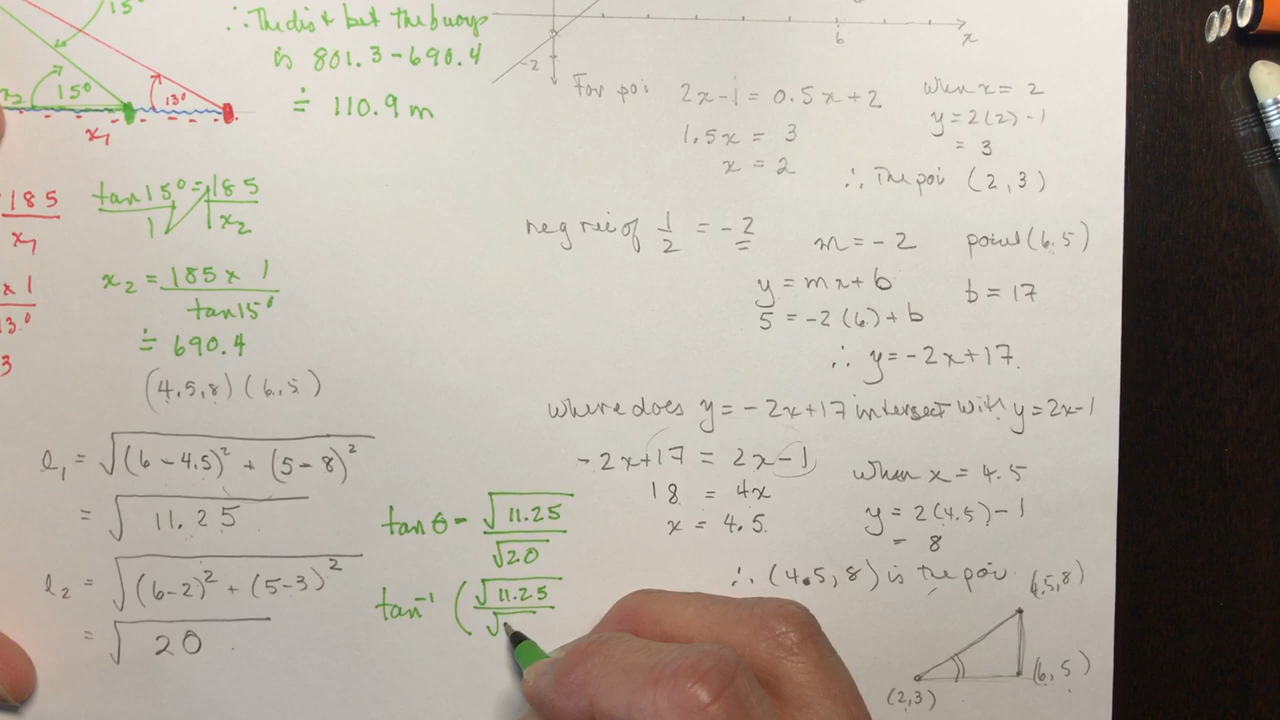 15°
∴ The dist bet the buoys
is 801.3 - 690.4
≐ 110.9 m
x2
15°
13°
x1
185
x1
x 1
13°
3
tan15° = 185
1 x2
x2 = 185 x 1
tan15°
≐ 690.4
(4.5,8) (6,5)
l1 = √(6-4.5)² + (5-8)²
= √11.25
l2 = √(6-2)² + (5-3)²
= √20
tan θ = √11.25
√20
tan⁻¹ (√11.25
√
-2
6
x
For poi 2x-1 = 0.5x+2
1.5x = 3
x = 2
when x = 2
y = 2(2) - 1
= 3
∴ The poi (2,3)
neg rec of 1/2 = -2
m = -2 point (6,5)
y = mx + b
5 = -2(6) + b
b = 17
∴ y = -2x+17.
where does y = -2x+17 intersect with y = 2x-1
-2x+17 = 2x-1
18 = 4x
x = 4.5
when x = 4.5
y = 2(4.5) - 1
= 8
∴ (4.5,8) is the poi.
4.5,8)
(6,5)
(2,3)